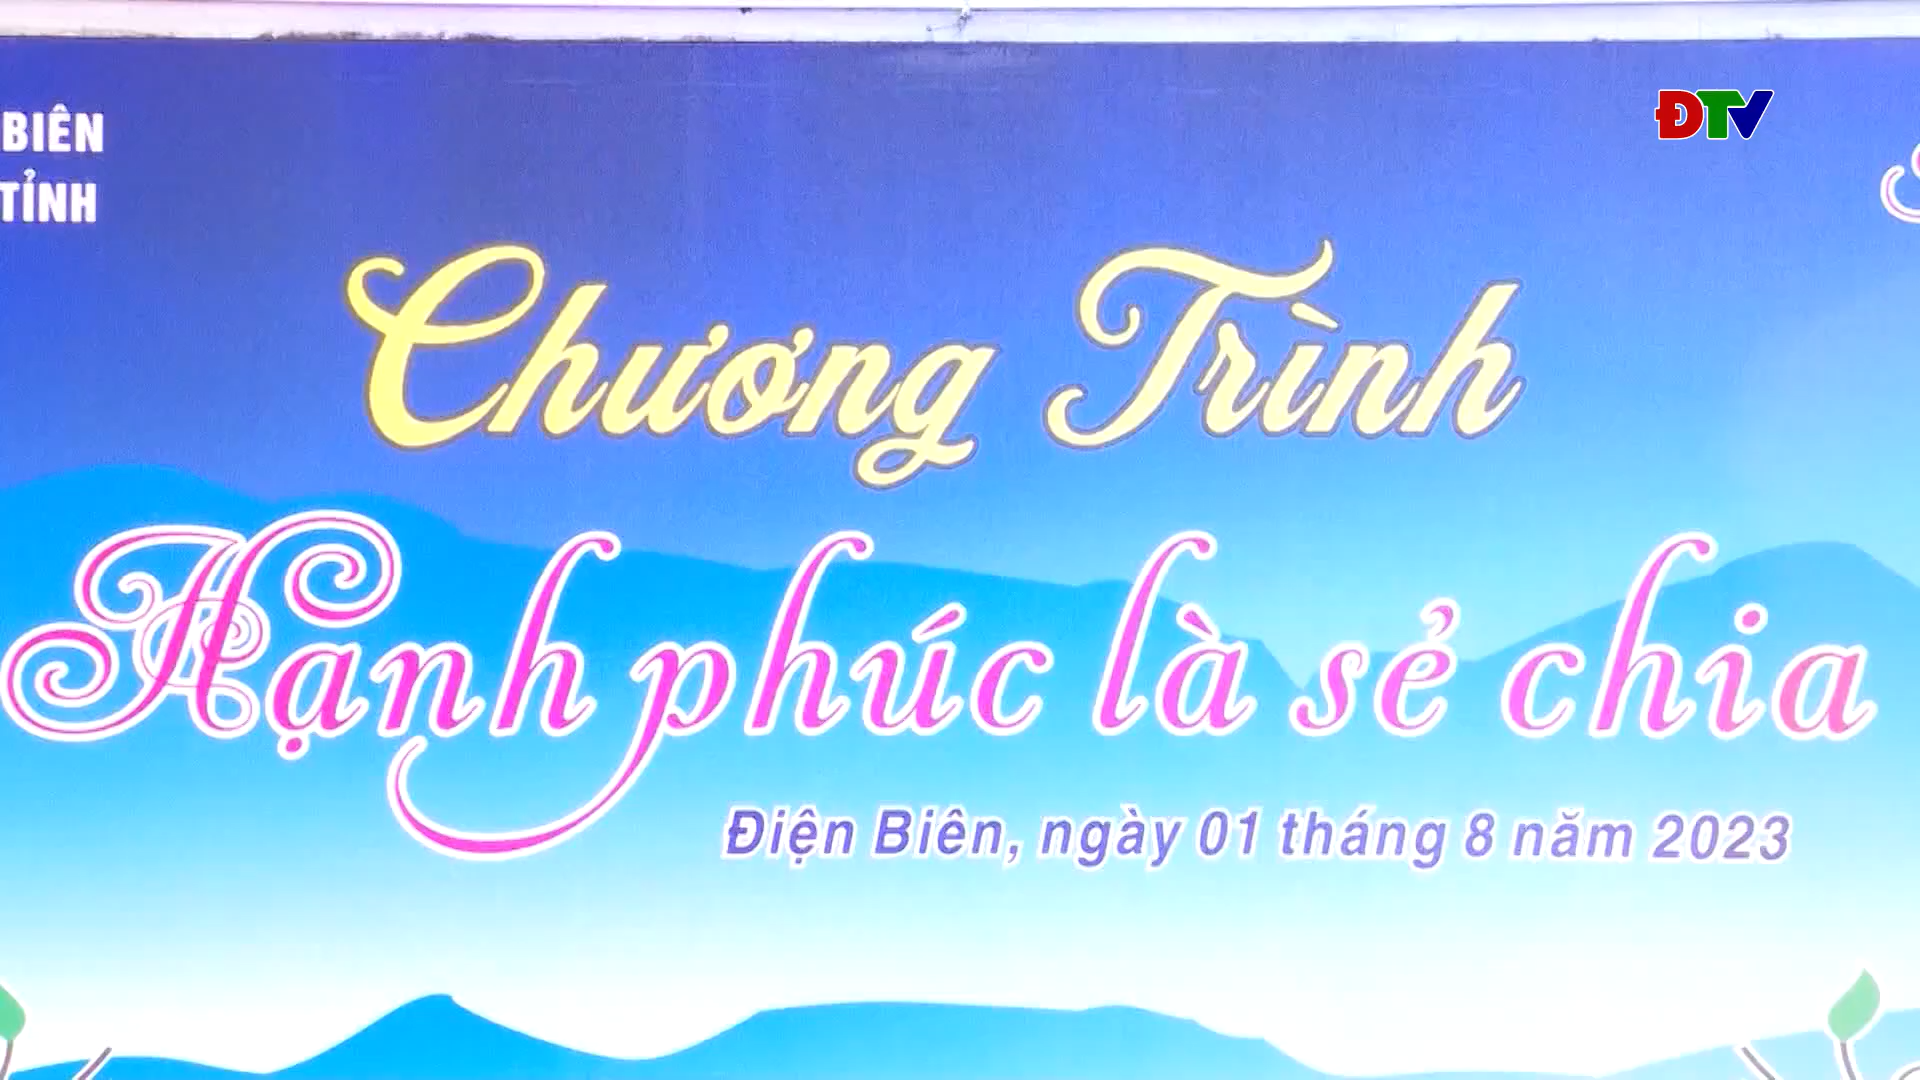 BIÊN
TỈNH
ĐTV
Chương Trình
Hạnh phúc là sẻ chia
Điện Biên, ngày 01 tháng 8 năm 2023